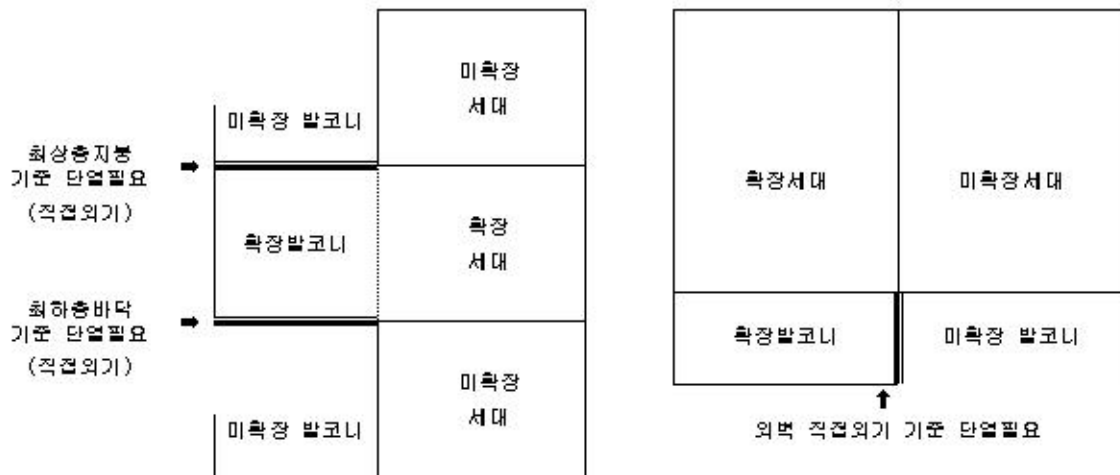 미확장
세대
미확장 발코니
최상층지붕
기준 단열필요
(직접외기)
확장발코니
확장
세대
최하층바닥
기준 단열필요
(직접외기)
미확장
세대
미확장 발코니
확장세대
미확장세대
확장발코니
미확장 발코니
외벽 직접외기 기준 단열필요